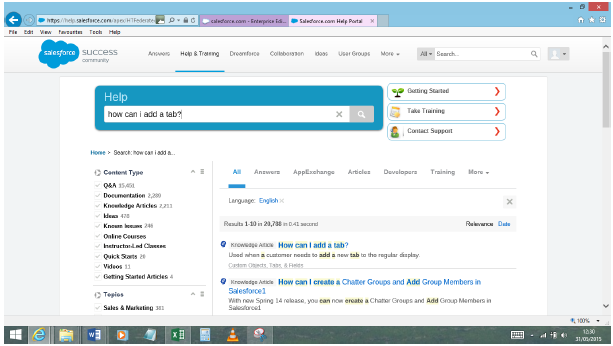 https://help.salesforce.com/apex/HTFederate
salesforce.com - Enterprise Edi...
Salesforce.com Help Portal
File Edit View Favourites Tools Help
salesforce
success
community
Answers Help & Training Dreamforce Collaboration Ideas User Groups More
All Search...
Help
how can i add a tab?
Getting Started
Take Training
Contact Support
Home > Search: how can i add a...
Content Type
Q&A 15,451
Documentation 2,289
Knowledge Articles 2,213
Ideas 478
Known Issues 246
Online Courses
Instructor-Led Classes
Quick Starts 26
Videos 11
Getting Started Articles 4
Topics
Sales & Marketing 361
All Answers AppExchange Articles Developers Training More
Language: English
Results 1-10 in 20,788 in 0.41 second Relevance Date
Knowledge Article How can I add a tab?
Used when a customer needs to add a new tab to the regular display.
Custom Objects, Tabs, & Fields
Knowledge Article How can I create a Chatter Groups and Add Group Members in
Salesforce1
With new Spring 14 release, you can now create a Chatter Groups and Add Group Members in
Salesforce1
100%
10:30
31/05/2015